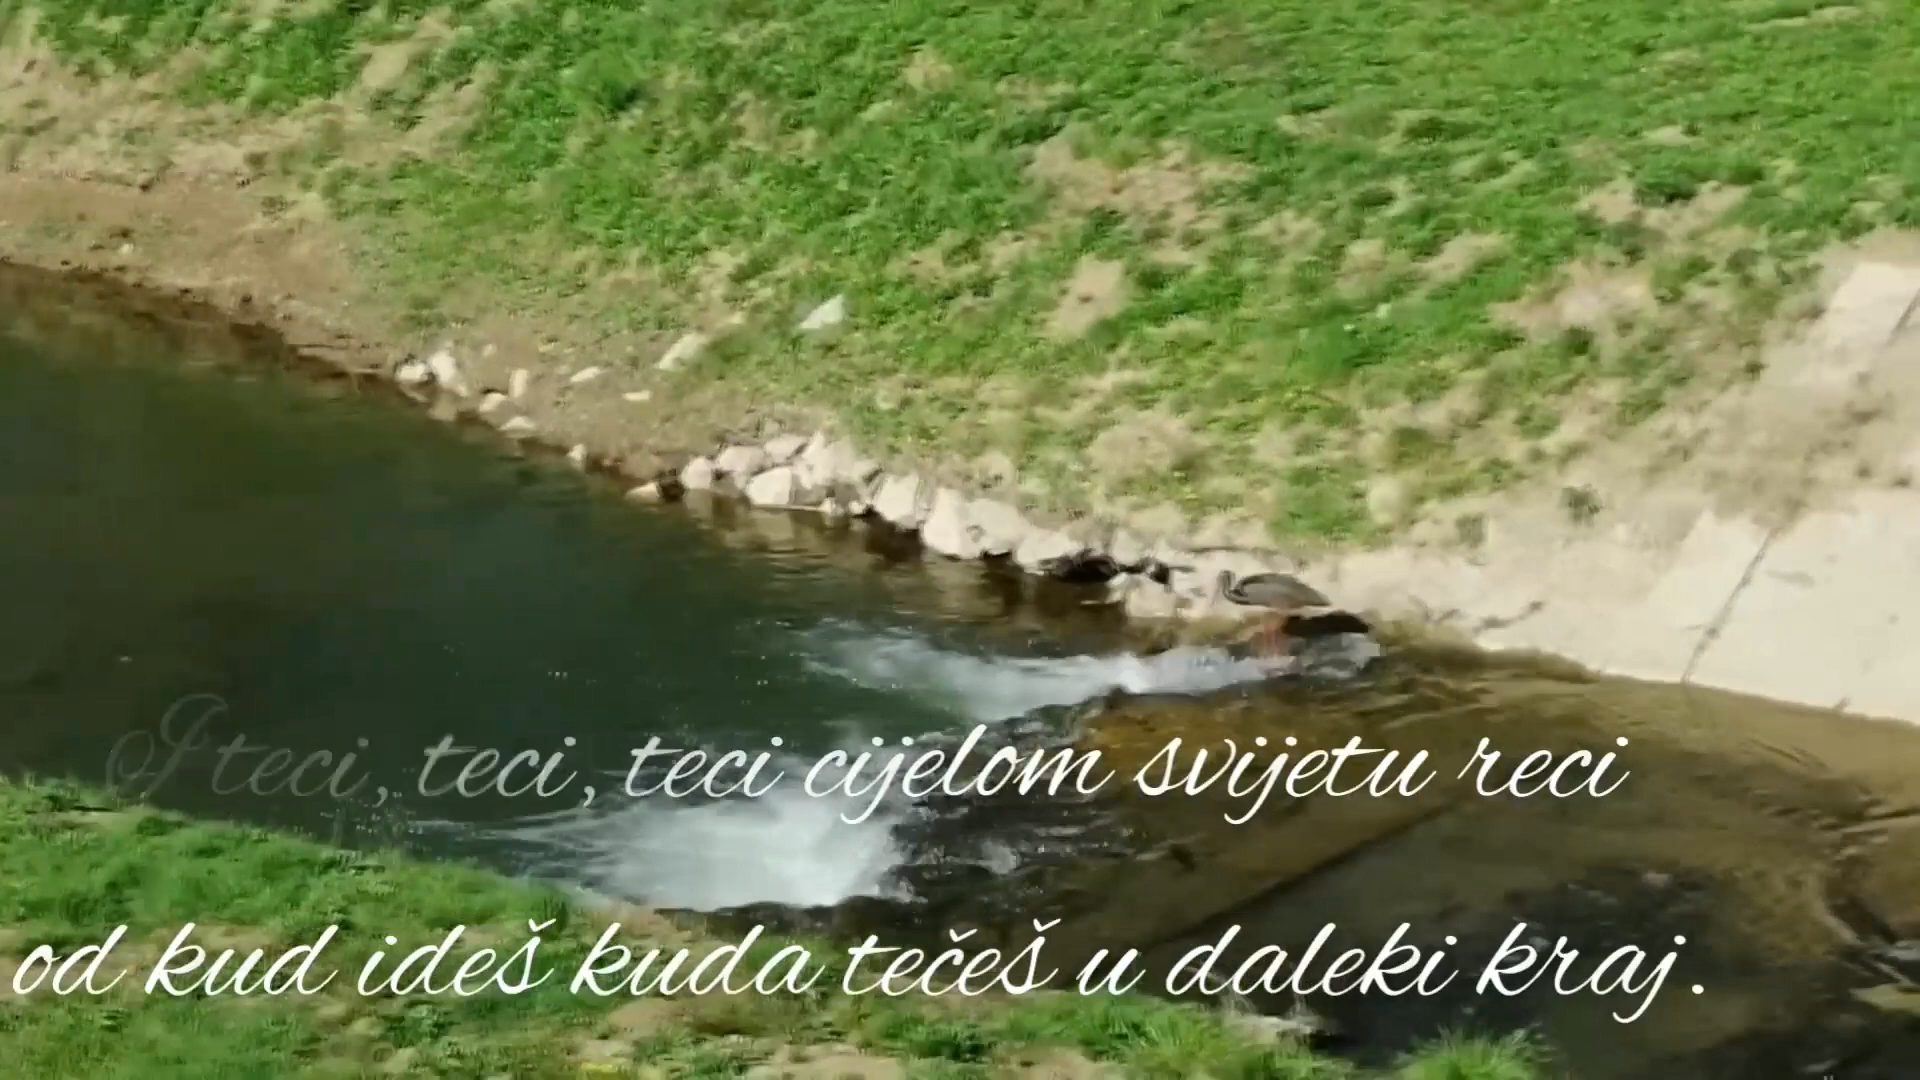 I teci, teci, teci cijelom svijetu reci
od kud ideš kuda tečeš u daleki kraj.